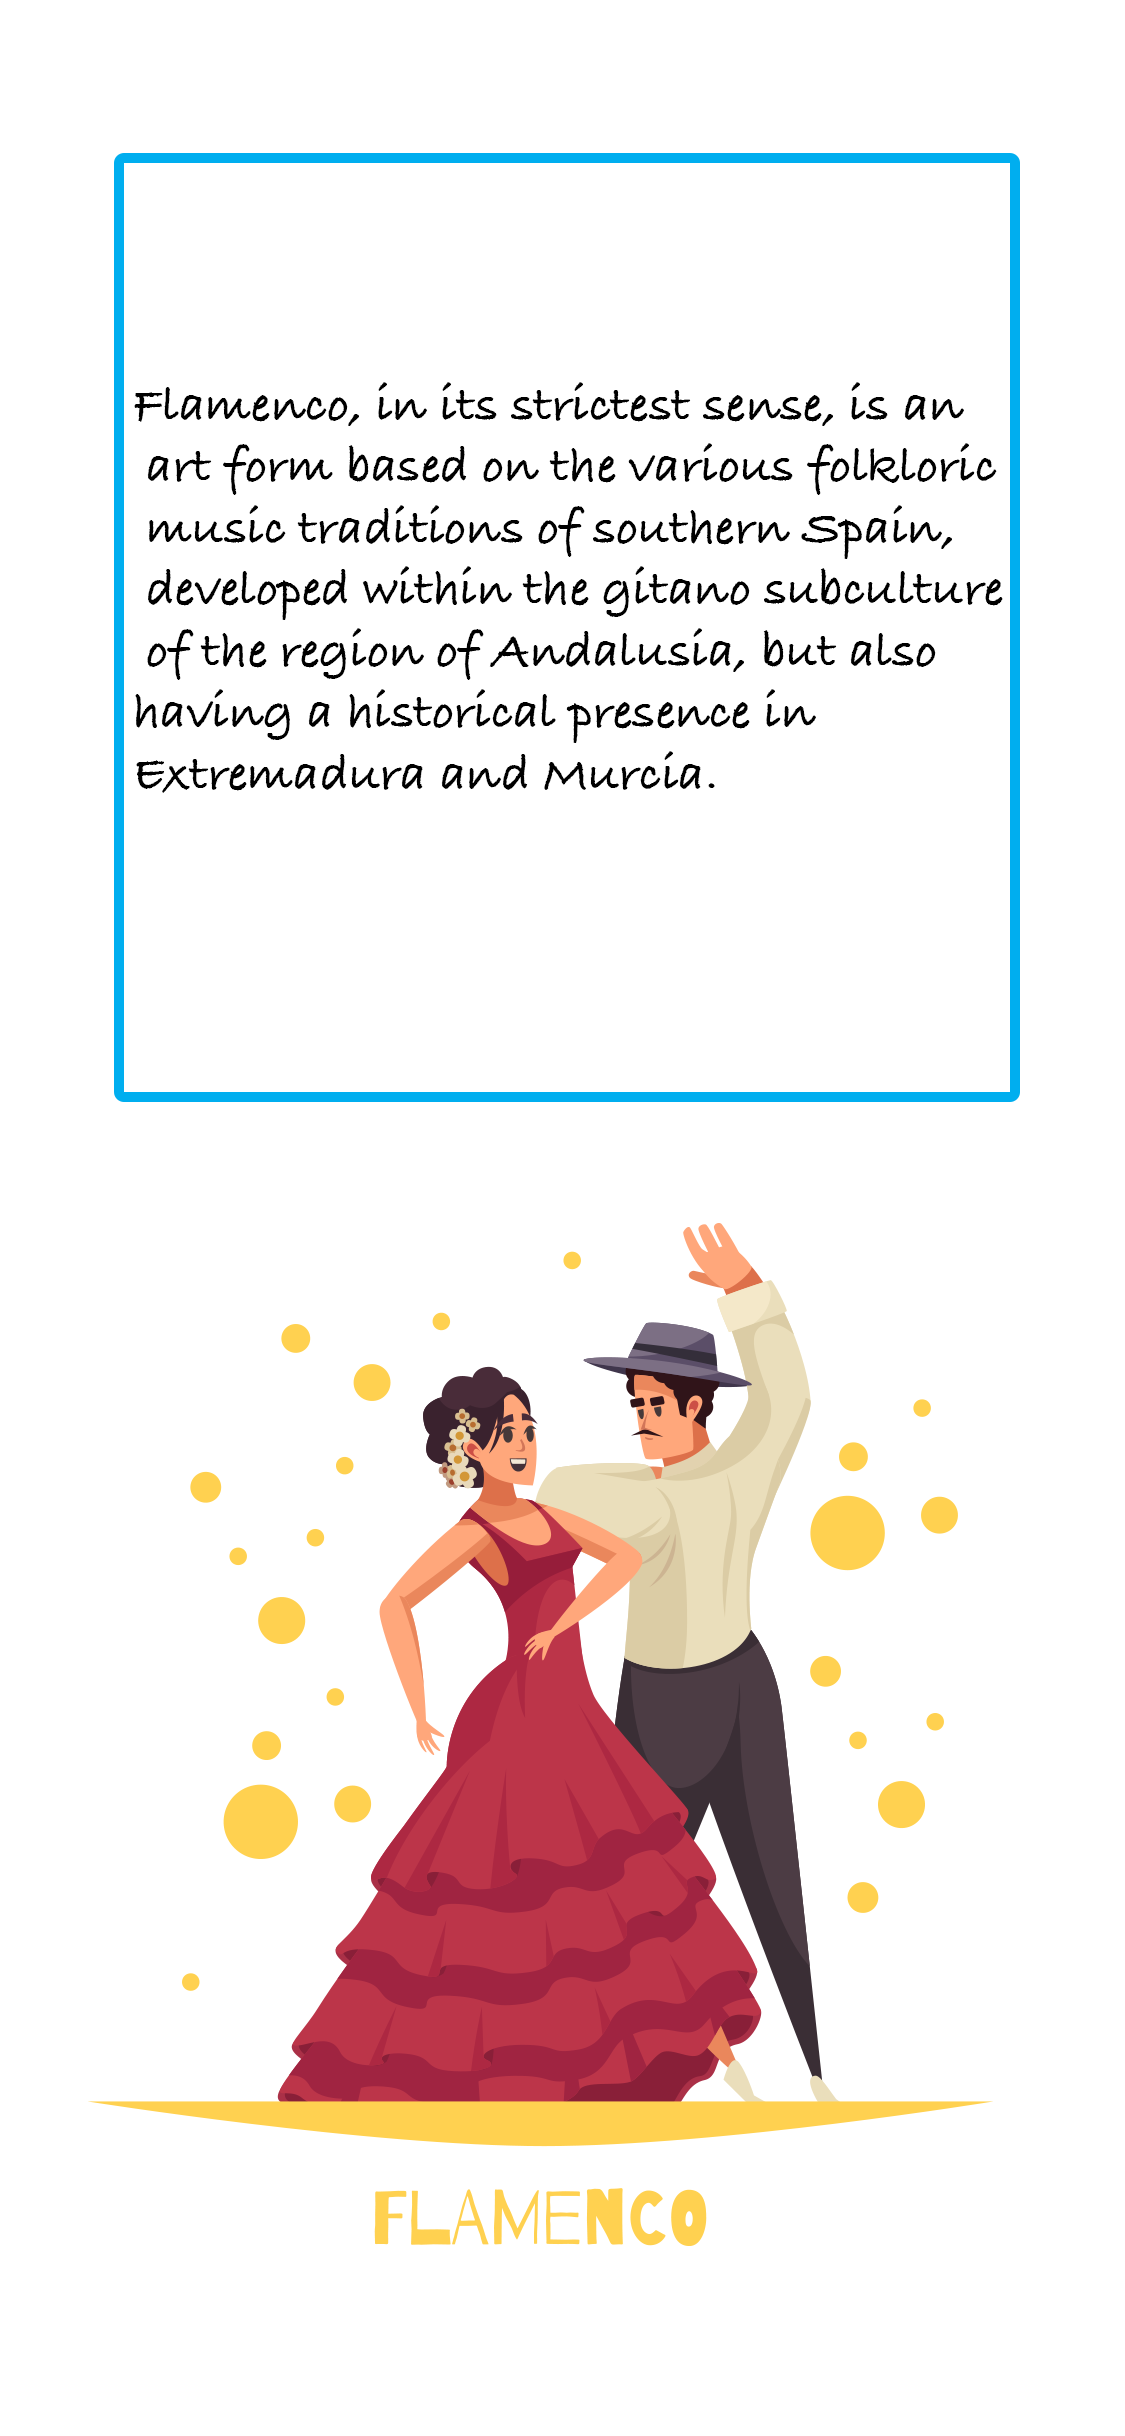 Flamenco, in its strictest sense, is an
art form based on the various folkloric
music traditions of southern Spain,
developed within the gitano subculture
of the region of Andalusia, but also
having a historical presence in
Extremadura and Murcia.
FLAMENCO